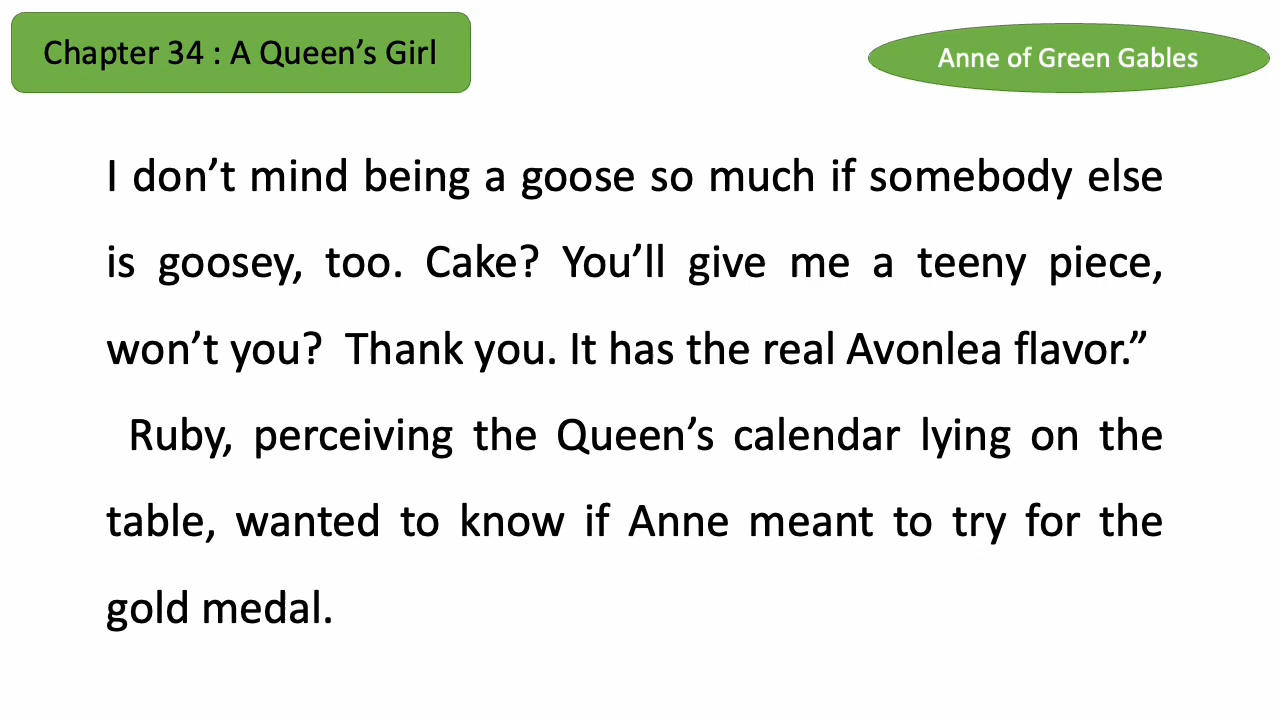 Chapter 34 : A Queen’s Girl
Anne of Green Gables
I don’t mind being a goose so much if somebody else
is goosey, too. Cake? You’ll give me a teeny piece,
won’t you?  Thank you. It has the real Avonlea flavor.”
Ruby, perceiving the Queen’s calendar lying on the
table, wanted to know if Anne meant to try for the
gold medal.